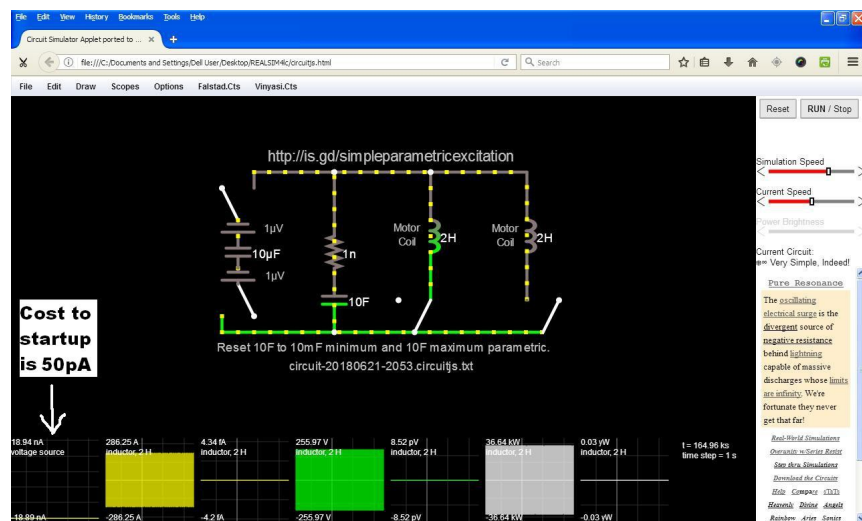 File Edit View History Bookmarks Tools Help
Circuit Simulator Applet ported to ...
file:///C:/Documents and Settings/Dell User/Desktop/REALSIM4lc/circuitjs.html
Search
File Edit Draw Scopes Options Falstad.Cts Vinyasi.Cts
Reset RUN / Stop
Simulation Speed
Current Speed
Power Brightness
Current Circuit:
Very Simple, Indeed!
Pure Resonance
The oscillating
electrical surge is the
divergent source of
negative resistance
behind lightning
capable of massive
discharges whose limits
are infinity. We're
fortunate they never
get that far!
Real-World Simulations
Overunity w/Series Resist
Step thru Simulations
Download the Circuits
Help Compare
Heavenly Divine Angels
Rainbow Aries Sonics
http://is.gd/simpleparametricexcitation
1µV
10µF
1µV
1n
10F
Motor
Coil
2H
Motor
Coil
2H
Reset 10F to 10mF minimum and 10F maximum parametric.
circuit-20180621-2053.circuitjs.txt
Cost to
startup
is 50pA
18.94 nA
voltage source
-18.89 nA
286.25 A
inductor, 2 H
-286.25 A
4.34 fA
inductor, 2 H
-4.2 fA
255.97 V
inductor, 2 H
-255.97 V
8.52 pV
inductor, 2 H
-8.52 pV
36.64 kW
inductor, 2 H
-36.64 kW
0.03 yW
inductor, 2 H
-0.03 yW
t = 164.96 ks
time step = 1 s